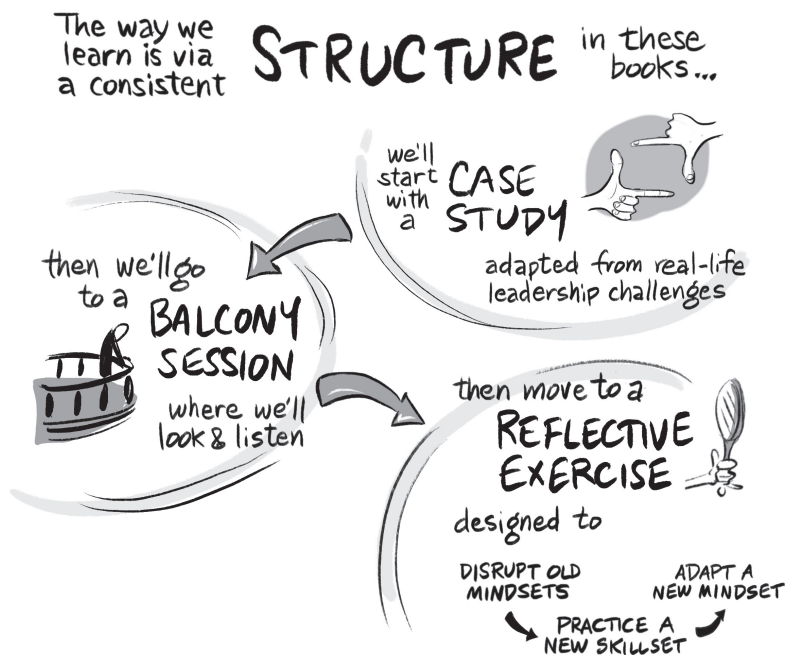 The way we
learn is via
a consistent
STRUCTURE
in these
books...
we'll
start
with
a
CASE
STUDY
adapted from real-life
leadership challenges
then we'll go
to a
BALCONY
SESSION
where we'll
look & listen
then move to a
REFLECTIVE
EXERCISE
designed to
DISRUPT OLD
MINDSETS
PRACTICE A
NEW SKILLSET
ADAPT A
NEW MINDSET